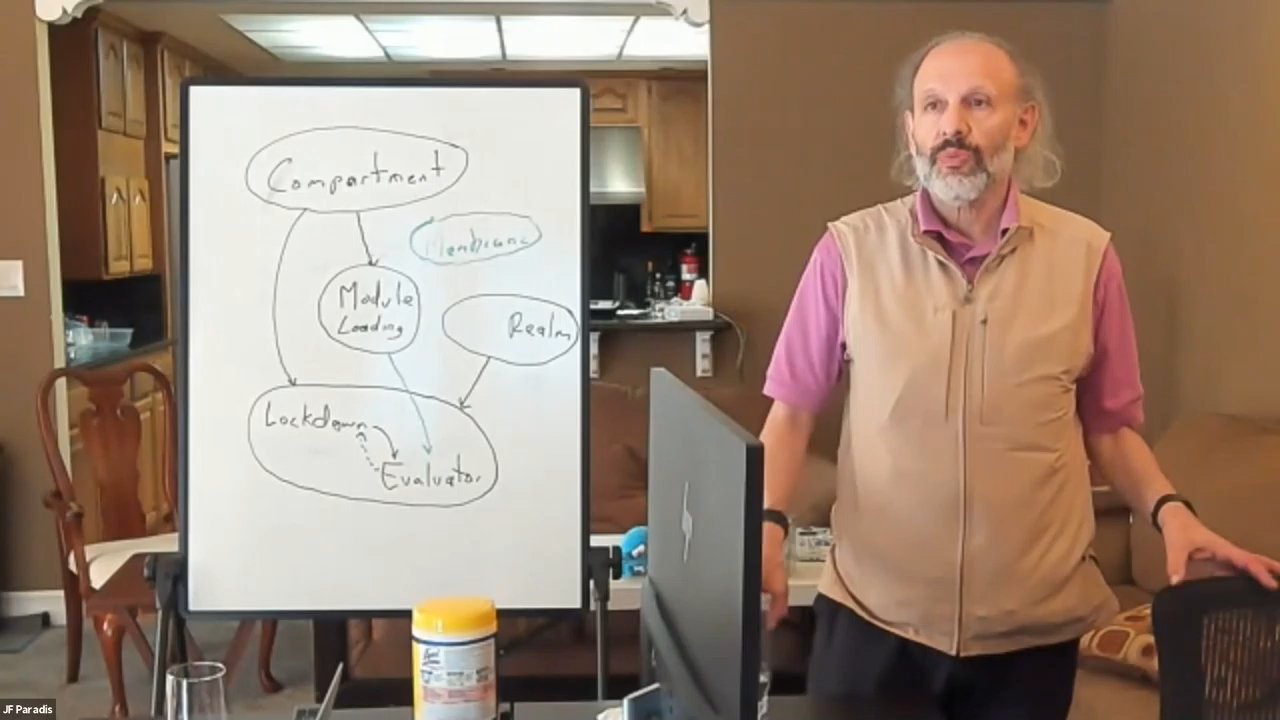 Compartment
Membrane
Module
Loading
Realm
Lockdown
Evaluator
JF Paradis